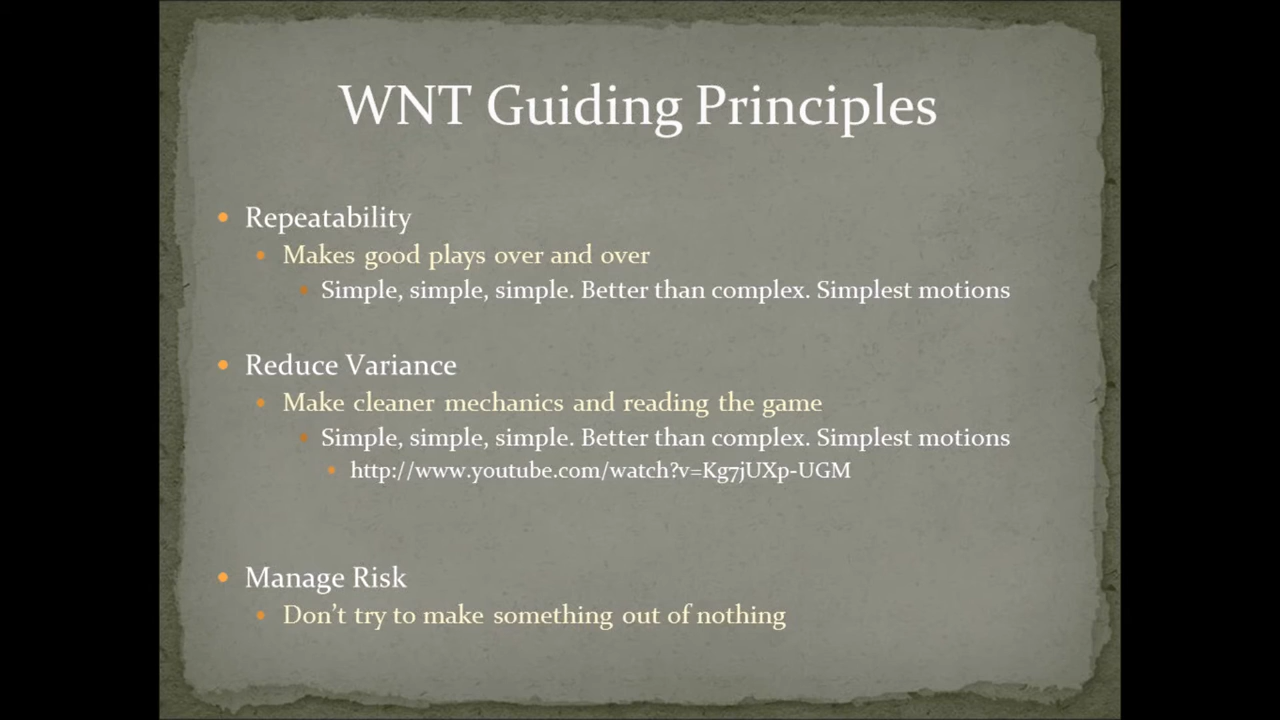 WNT Guiding Principles
Repeatability
Makes good plays over and over
Simple, simple, simple. Better than complex. Simplest motions
Reduce Variance
Make cleaner mechanics and reading the game
Simple, simple, simple. Better than complex. Simplest motions
http://www.youtube.com/watch?v=Kg7jUXp-UGM
Manage Risk
Don’t try to make something out of nothing